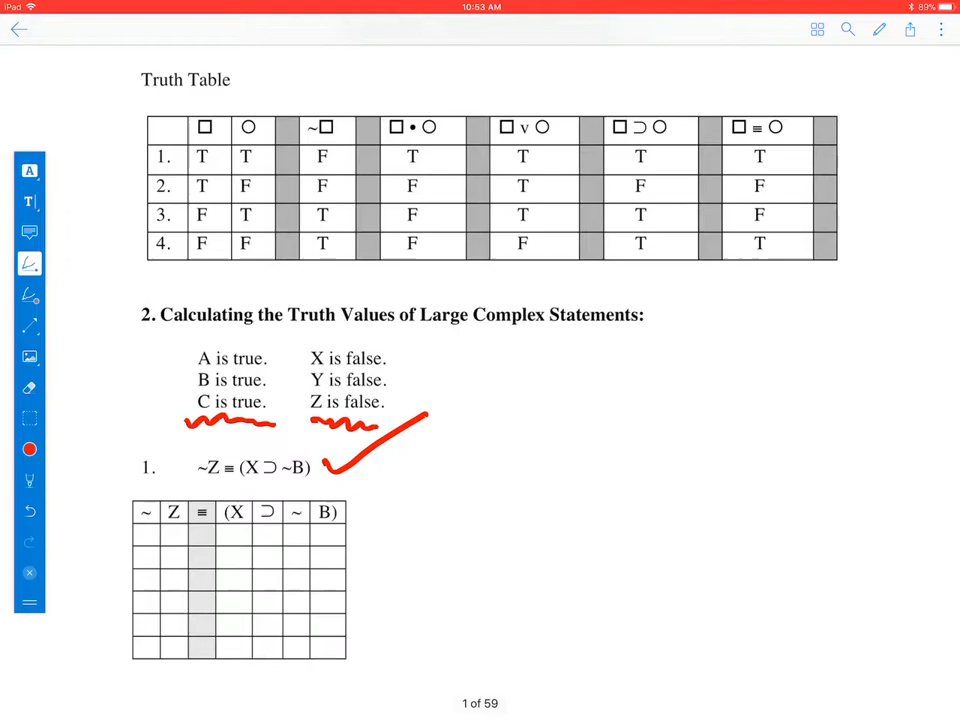 iPad 10:53 AM 89%
Truth Table
□ ○ ~□ □ • ○ □ v ○ □ ⊃ ○ □ ≡ ○
1. T T F T T T T
2. T F F F T F F
3. F T T F T T F
4. F F T F F T T
2. Calculating the Truth Values of Large Complex Statements:
A is true. X is false.
B is true. Y is false.
C is true. Z is false.
1. ~Z ≡ (X ⊃ ~B)
~ Z ≡ (X ⊃ ~ B)
1 of 59